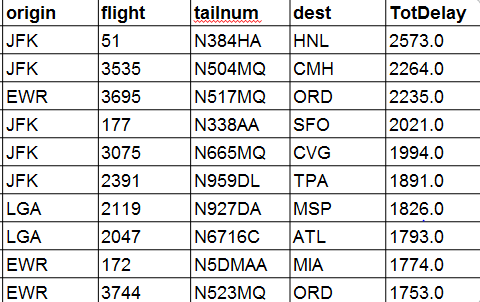 origin flight tailnum dest TotDelay
JFK 51 N384HA HNL 2573.0
JFK 3535 N504MQ CMH 2264.0
EWR 3695 N517MQ ORD 2235.0
JFK 177 N338AA SFO 2021.0
JFK 3075 N665MQ CVG 1994.0
JFK 2391 N959DL TPA 1891.0
LGA 2119 N927DA MSP 1826.0
LGA 2047 N6716C ATL 1793.0
EWR 172 N5DMAA MIA 1774.0
EWR 3744 N523MQ ORD 1753.0